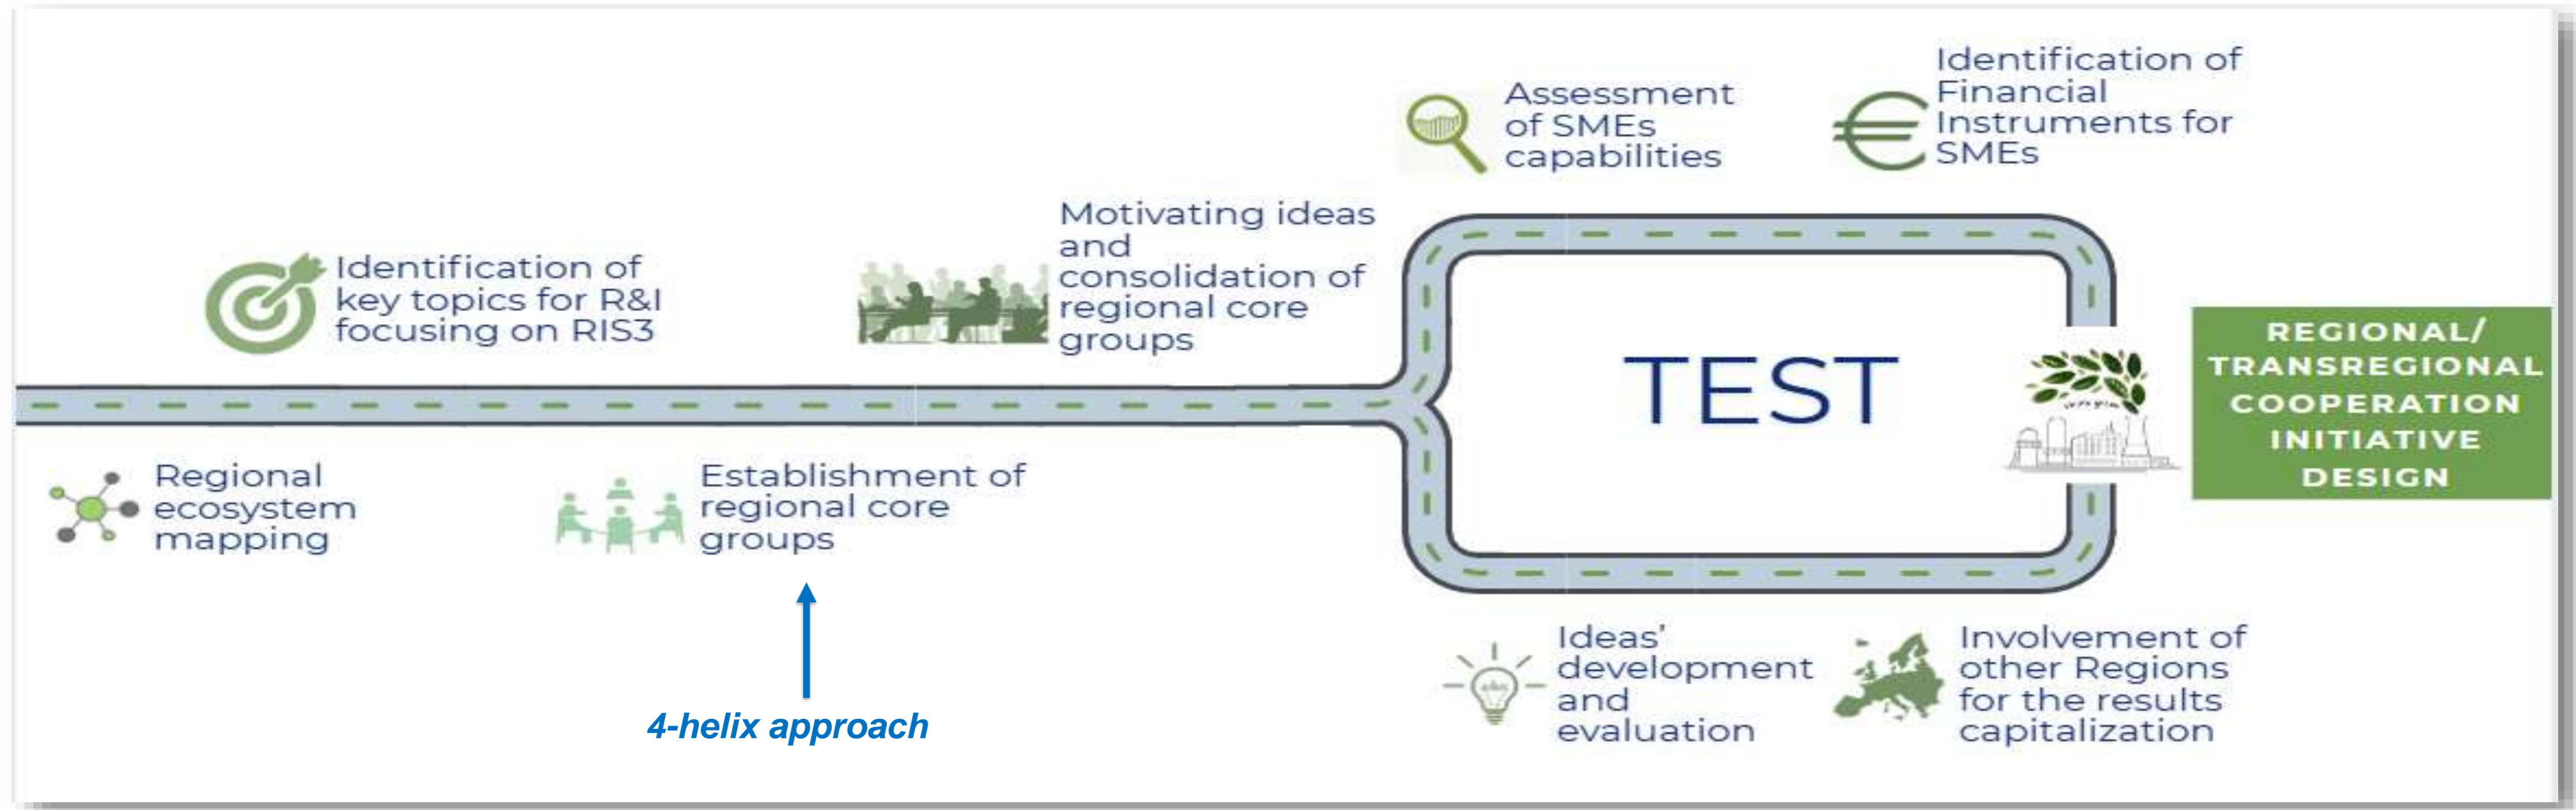 Regional
ecosystem
mapping
Identification of
key topics for R&I
focusing on RIS3
Establishment of
regional core
groups
4-helix approach
Motivating ideas
and
consolidation of
regional core
groups
Assessment
of SMEs
capabilities
Identification of
Financial
Instruments for
SMEs
TEST
Ideas'
development
and
evaluation
Involvement of
other Regions
for the results
capitalization
REGIONAL/
TRANSREGIONAL
COOPERATION
INITIATIVE
DESIGN